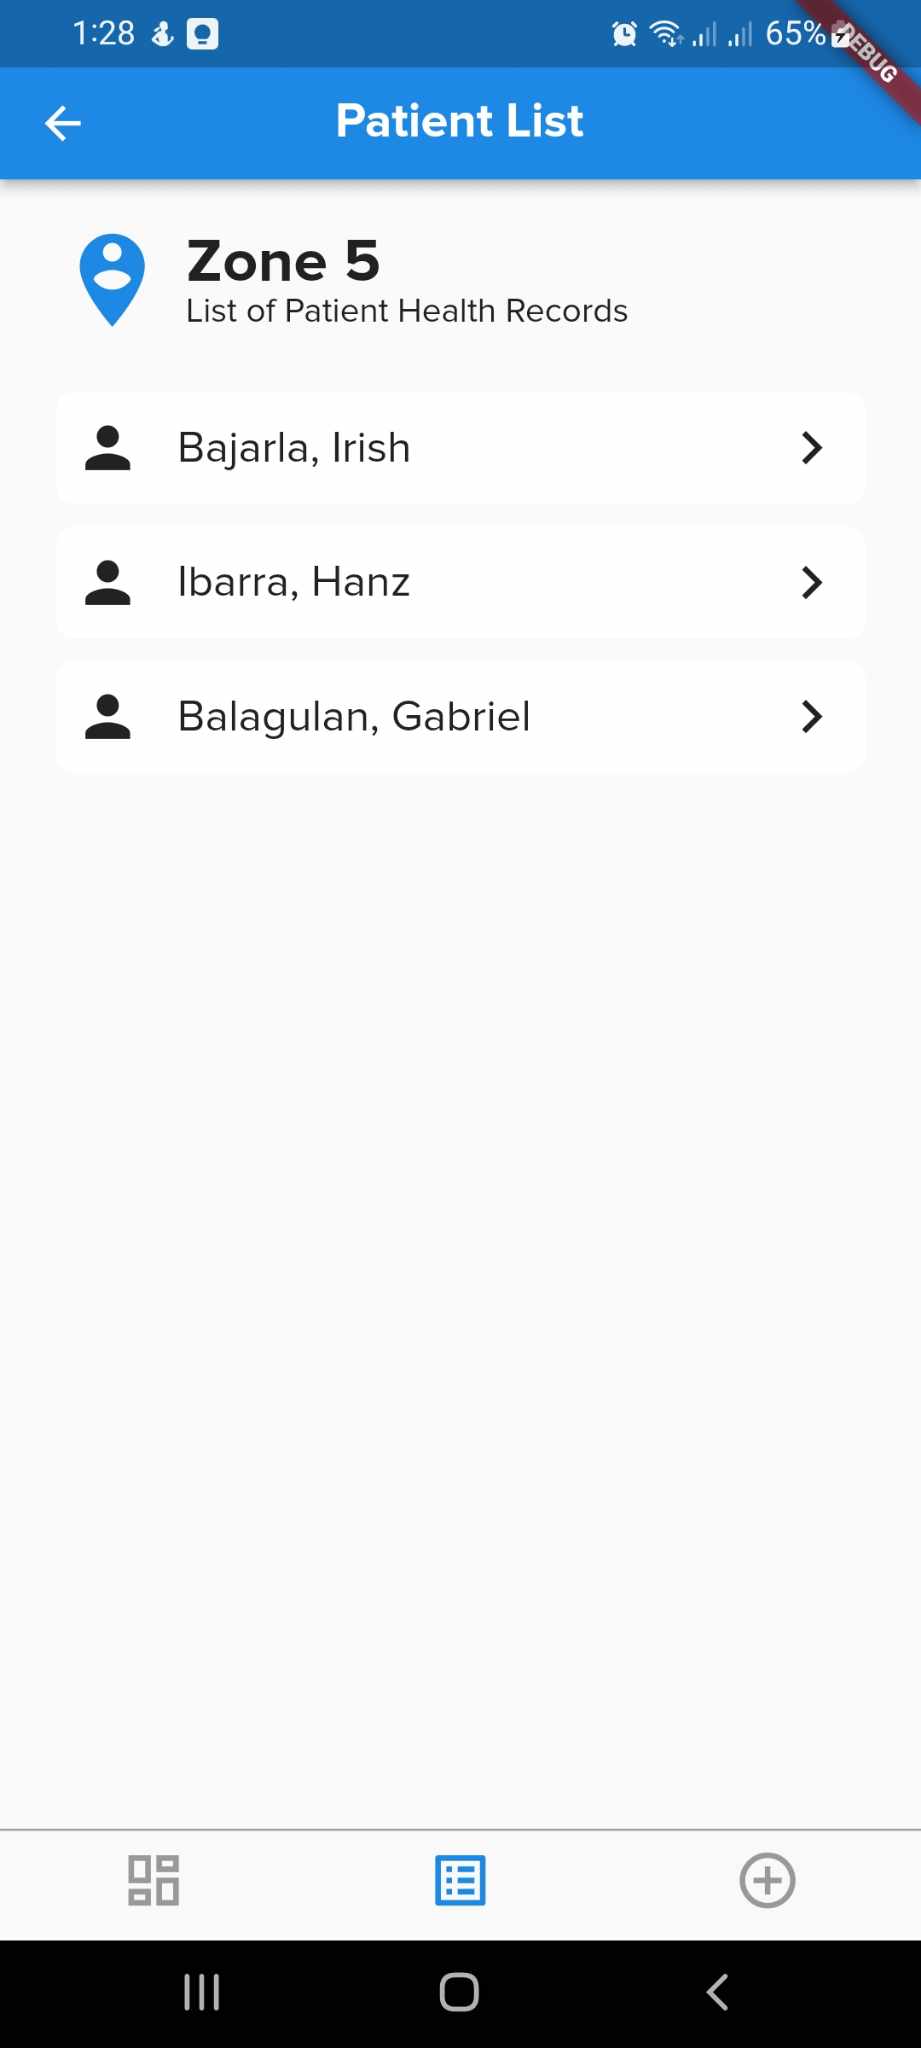 1:28
65%
DEBUG
Patient List
Zone 5
List of Patient Health Records
Bajarla, Irish
Ibarra, Hanz
Balagulan, Gabriel